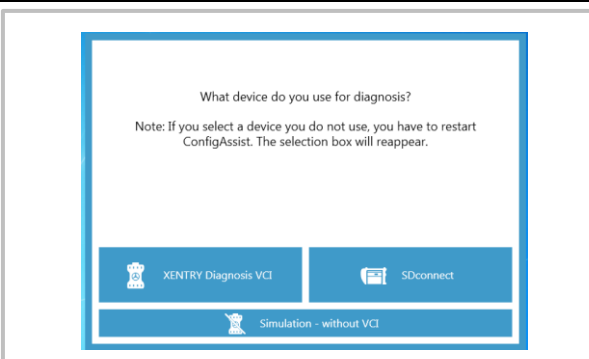 What device do you use for diagnosis?
Note: If you select a device you do not use, you have to restart
ConfigAssist. The selection box will reappear.
XENTRY Diagnosis VCI
SDconnect
Simulation - without VCI